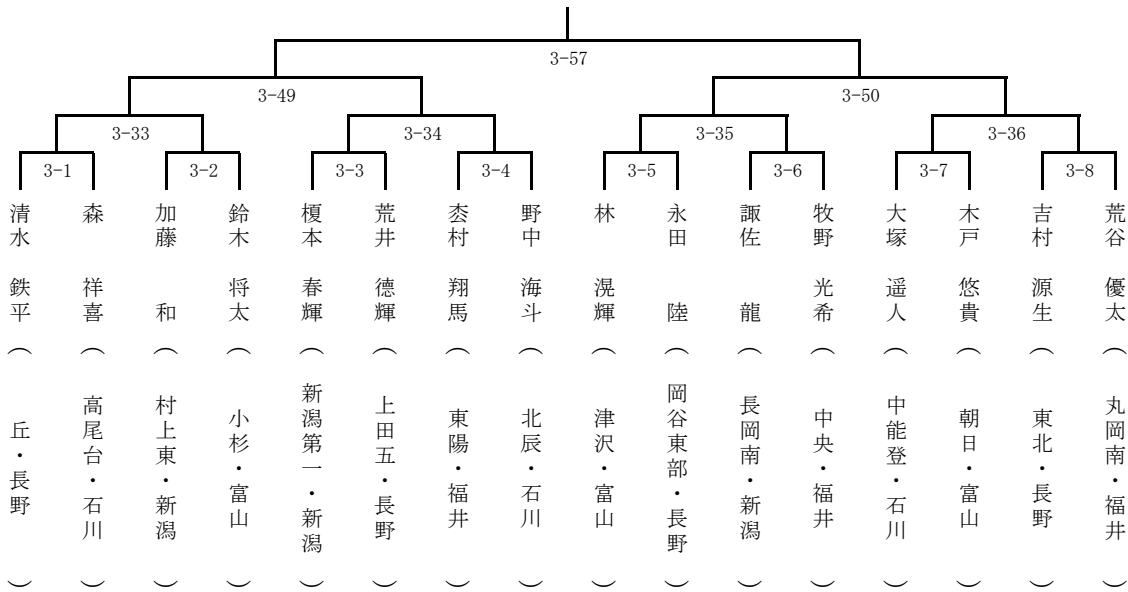 3-57
3-49
3-50
3-33
3-34
3-35
3-36
3-1
3-2
3-3
3-4
3-5
3-6
3-7
3-8
清水 鉄平（丘・長野）
森 祥喜（高尾台・石川）
加藤 和（村上東・新潟）
鈴木 将太（小杉・富山）
榎本 春輝（新潟第一・新潟）
荒井 德輝（上田五・長野）
枩村 翔馬（東陽・福井）
野中 海斗（北辰・石川）
林 滉輝（津沢・富山）
永田 陸（岡谷東部・長野）
諏佐 龍（長岡南・新潟）
牧野 光希（中央・福井）
大塚 遥人（中能登・石川）
木戸 悠貴（朝日・富山）
吉村 源生（東北・長野）
荒谷 優太（丸岡南・福井）